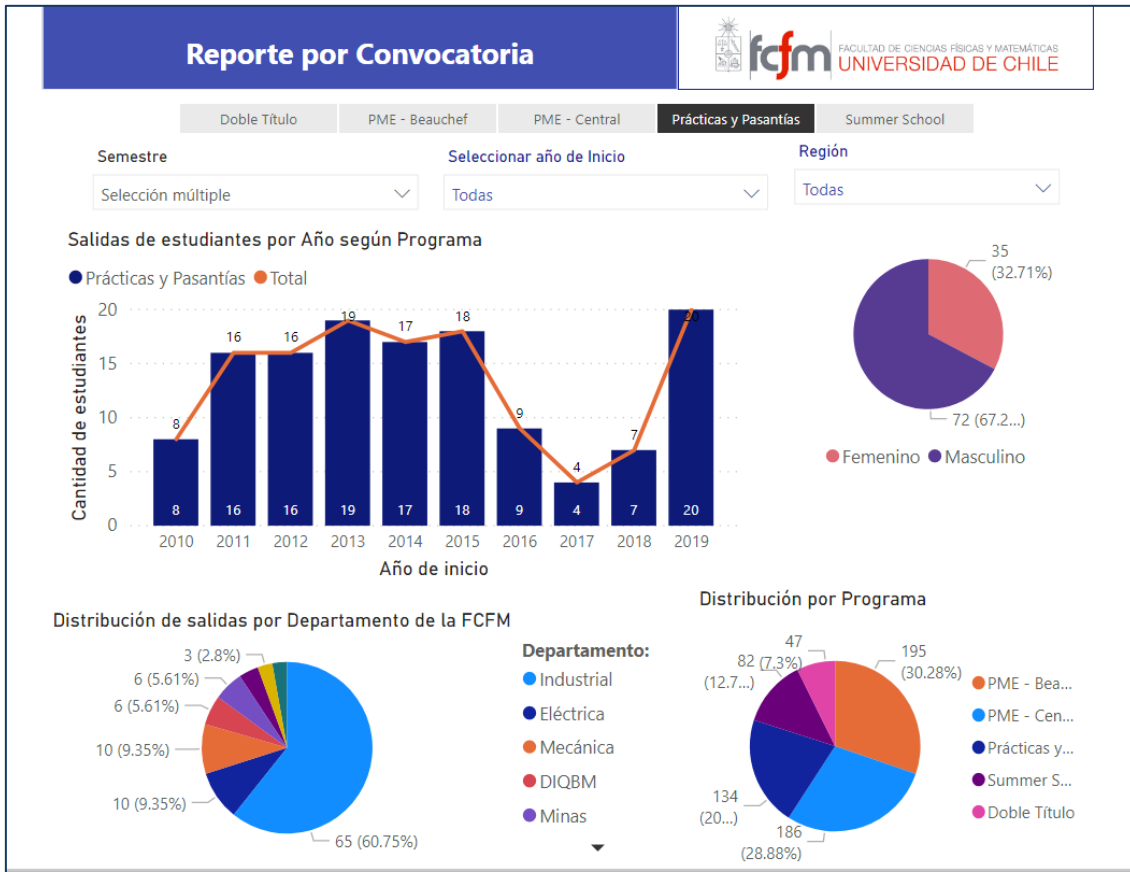 Reporte por Convocatoria
fcfm
FACULTAD DE CIENCIAS FÍSICAS Y MATEMÁTICAS
UNIVERSIDAD DE CHILE
Doble Título
PME - Beauchef
PME - Central
Prácticas y Pasantías
Summer School
Semestre
Selección múltiple
Seleccionar año de Inicio
Todas
Región
Todas
Salidas de estudiantes por Año según Programa
Prácticas y Pasantías
Total
Cantidad de estudiantes
20
15
10
5
0
8
16
16
19
17
18
9
4
7
20
8
16
16
19
17
18
9
4
7
20
2010
2011
2012
2013
2014
2015
2016
2017
2018
2019
Año de inicio
35
(32.71%)
72 (67.2...)
Femenino
Masculino
Distribución de salidas por Departamento de la FCFM
3 (2.8%)
6 (5.61%)
6 (5.61%)
10 (9.35%)
10 (9.35%)
65 (60.75%)
Departamento:
Industrial
Eléctrica
Mecánica
DIQBM
Minas
Distribución por Programa
47
(7.3%)
82
(12.7...)
134
(20...)
186
(28.88%)
195
(30.28%)
PME - Bea...
PME - Cen...
Prácticas y...
Summer S...
Doble Título